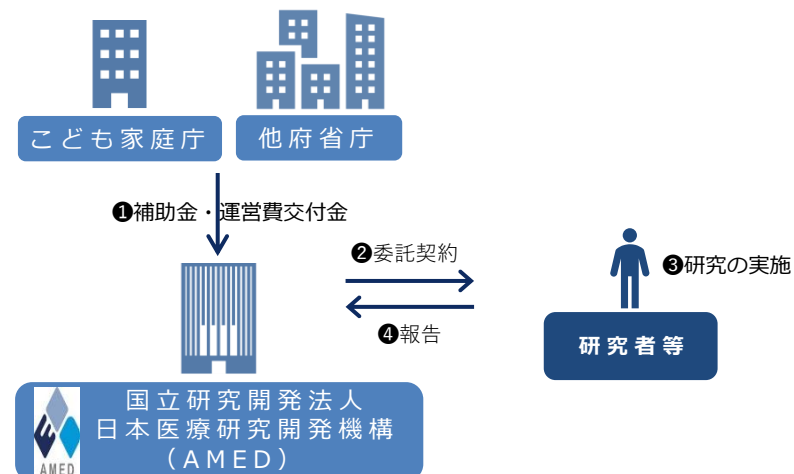 こども家庭庁
他府省庁
❶補助金・運営費交付金
❷委託契約
❸研究の実施
❹報告
研究者等
国立研究開発法人
日本医療研究開発機構
（AMED）
AMED